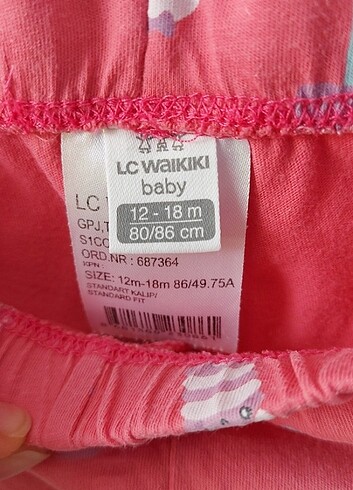 LC WAIKIKI
baby
12 - 18 m
80/86 cm
LC
GPJ,T
S1CO
ORD.NR : 687364
KPN :
SIZE: 12m-18m 86/49.75A
STANDART KALIP/
STANDARD FIT